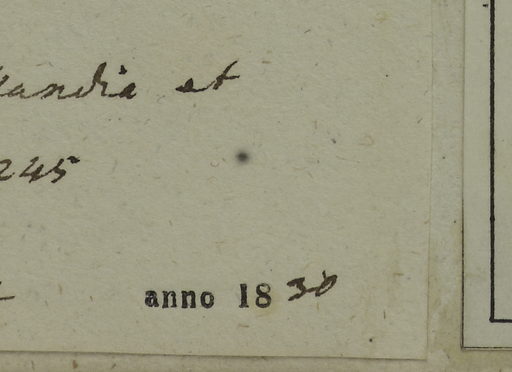 landia et
245
anno 1830